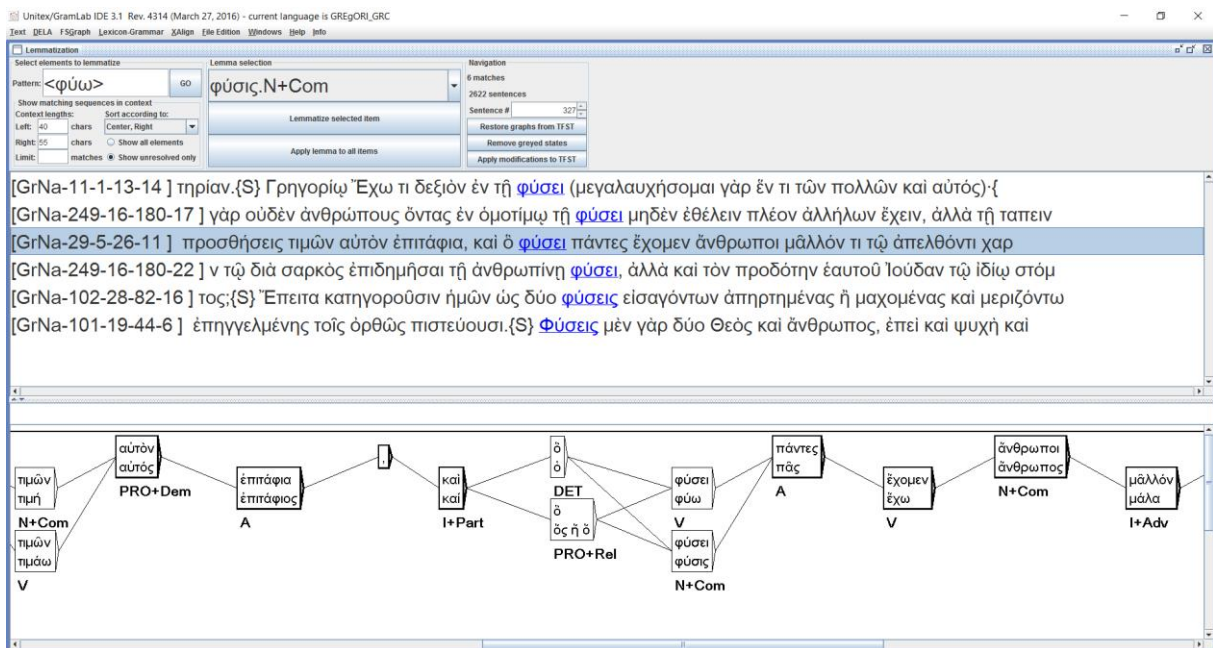 Unitex/GramLab IDE 3.1 Rev. 4314 (March 27, 2016) - current language is GREgORI_GRC
Text DELA FSGraph Lexicon-Grammar XAlign File Edition Windows Help Info
Lemmatization
Select elements to lemmatize
Pattern: <φύω> GO
Show matching sequences in context
Context lengths: Sort according to:
Left: 40 chars Center, Right
Right: 55 chars Show all elements
Limit: matches Show unresolved only
Lemma selection
φύσις.N+Com
Lemmatize selected item
Apply lemma to all items
Navigation
6 matches
2622 sentences
Sentence # 327
Restore graphs from TFST
Remove greyed states
Apply modifications to TFST
[GrNa-11-1-13-14 ] τηρίαν.{S} Γρηγορίῳ Ἔχω τι δεξιὸν ἐν τῇ φύσει (μεγαλαυχήσομαι γὰρ ἕν τι τῶν πολλῶν καὶ αὐτός)·{
[GrNa-249-16-180-17 ] γὰρ οὐδὲν ἀνθρώπους ὄντας ἐν ὁμοτίμῳ τῇ φύσει μηδὲν ἐθέλειν πλέον ἀλλήλων ἔχειν, ἀλλὰ τῇ ταπειν
[GrNa-29-5-26-11 ] προσθήσεις τιμῶν αὐτὸν ἐπιτάφια, καὶ ὃ φύσει πάντες ἔχομεν ἄνθρωποι μᾶλλόν τι τῷ ἀπελθόντι χαρ
[GrNa-249-16-180-22 ] ν τῷ διὰ σαρκὸς ἐπιδημῆσαι τῇ ἀνθρωπίνῃ φύσει, ἀλλὰ καὶ τὸν προδότην ἑαυτοῦ Ἰούδαν τῷ ἰδίῳ στόμ
[GrNa-102-28-82-16 ] τος;{S} Ἔπειτα κατηγοροῦσιν ἡμῶν ὡς δύο φύσεις εἰσαγόντων ἀπηρτημένας ἢ μαχομένας καὶ μεριζόντω
[GrNa-101-19-44-6 ] ἐπηγγελμένης τοῖς ὀρθῶς πιστεύουσι.{S} Φύσεις μὲν γὰρ δύο Θεὸς καὶ ἄνθρωπος, ἐπεὶ καὶ ψυχὴ καὶ
τιμῶν
τιμή
N+Com
τιμῶν
τιμάω
V
αὐτὸν
αὐτός
PRO+Dem
ἐπιτάφια
ἐπιτάφιος
A
,
καὶ
καί
I+Part
ὃ
ὁ
DET
ὃ
ὅς ἥ ὅ
PRO+Rel
φύσει
φύω
V
φύσει
φύσις
N+Com
πάντες
πᾶς
A
ἔχομεν
ἔχω
V
ἄνθρωποι
ἄνθρωπος
N+Com
μᾶλλόν
μάλα
I+Adv